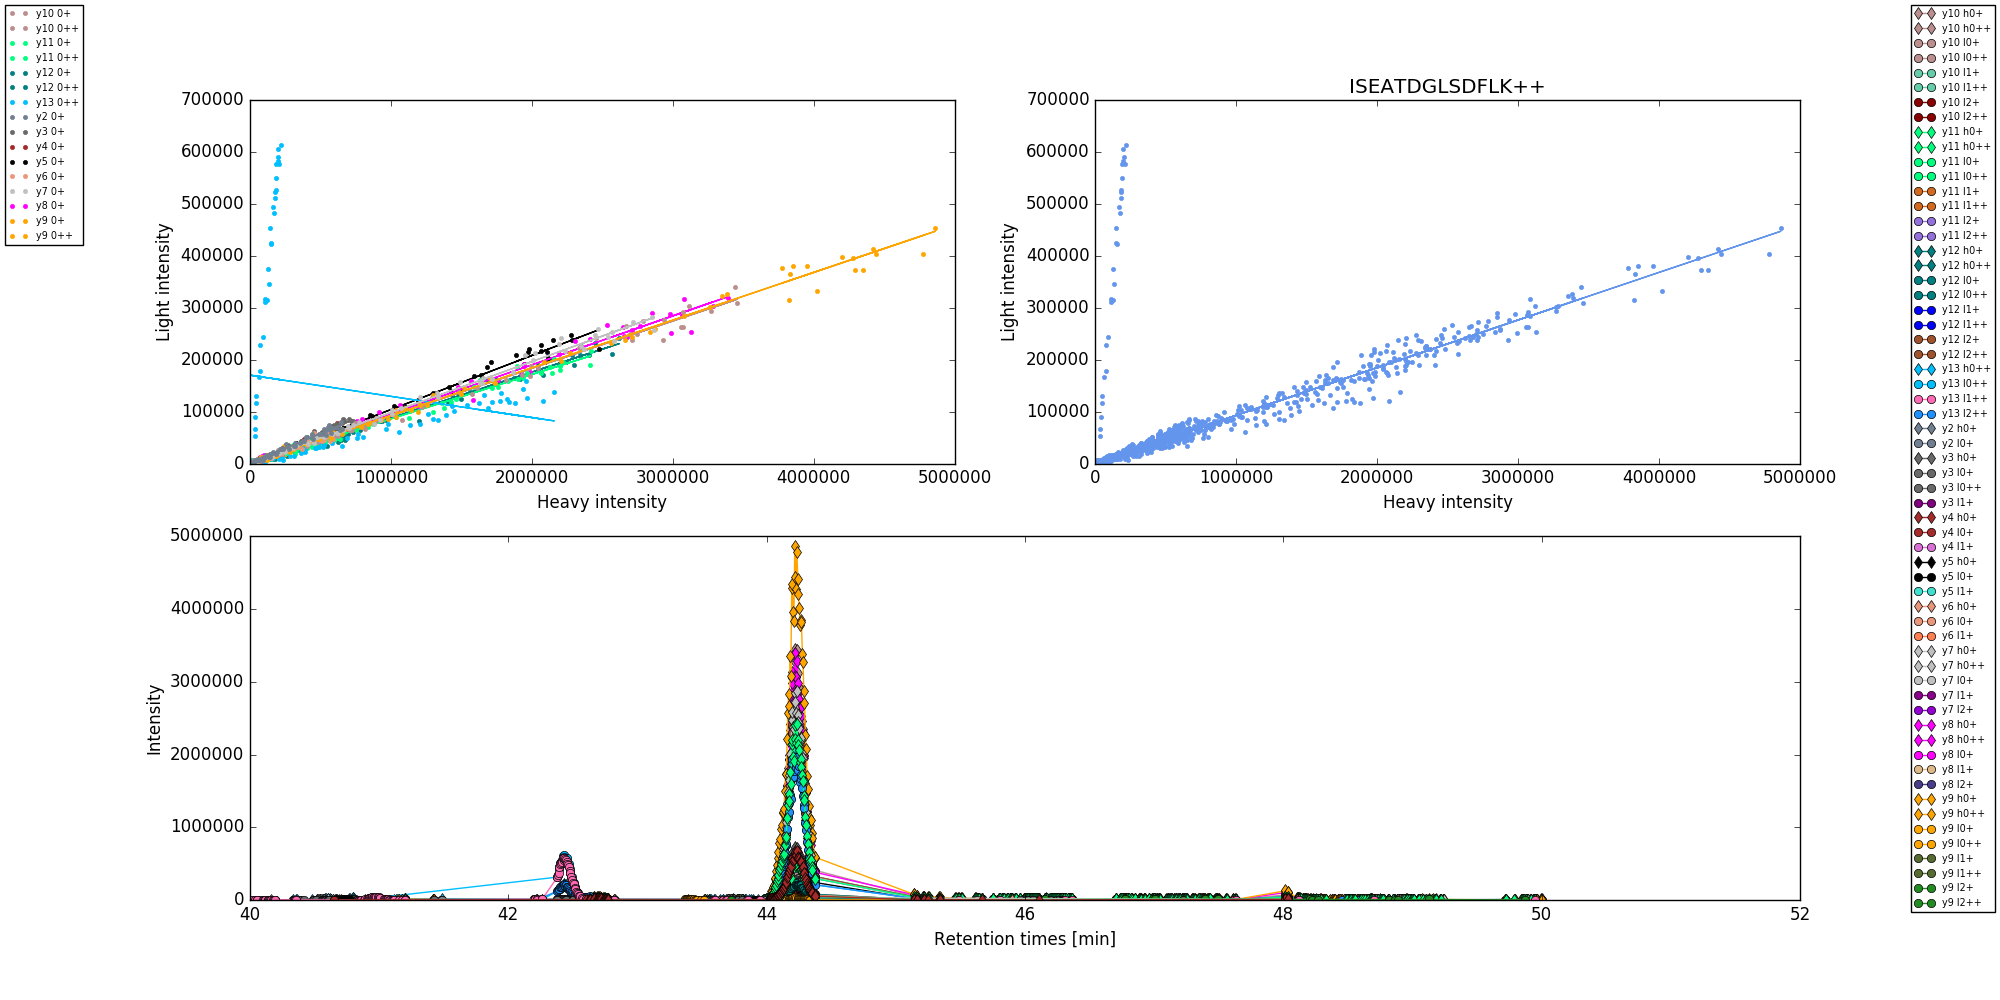 y10 0+
y10 0++
y11 0+
y11 0++
y12 0+
y12 0++
y13 0++
y2 0+
y3 0+
y4 0+
y5 0+
y6 0+
y7 0+
y8 0+
y9 0+
y9 0++
700000
600000
500000
400000
300000
200000
100000
0
Light intensity
0 1000000 2000000 3000000 4000000 5000000
Heavy intensity
ISEATDGLSDFLK++
700000
600000
500000
400000
300000
200000
100000
0
Light intensity
0 1000000 2000000 3000000 4000000 5000000
Heavy intensity
5000000
4000000
3000000
2000000
1000000
0
Intensity
40 42 44 46 48 50 52
Retention times [min]
y10 h0+
y10 h0++
y10 l0+
y10 l0++
y10 l1+
y10 l1++
y10 l2+
y10 l2++
y11 h0+
y11 h0++
y11 l0+
y11 l0++
y11 l1+
y11 l1++
y11 l2+
y11 l2++
y12 h0+
y12 h0++
y12 l0+
y12 l0++
y12 l1+
y12 l1++
y12 l2+
y12 l2++
y13 h0++
y13 l0++
y13 l1++
y13 l2++
y2 h0+
y2 l0+
y3 h0+
y3 l0+
y3 l0++
y3 l1+
y4 h0+
y4 l0+
y4 l1+
y5 h0+
y5 l0+
y5 l1+
y6 h0+
y6 l0+
y6 l1+
y7 h0+
y7 h0++
y7 l0+
y7 l1+
y7 l2+
y8 h0+
y8 h0++
y8 l0+
y8 l1+
y8 l2+
y9 h0+
y9 h0++
y9 l0+
y9 l0++
y9 l1+
y9 l1++
y9 l2+
y9 l2++